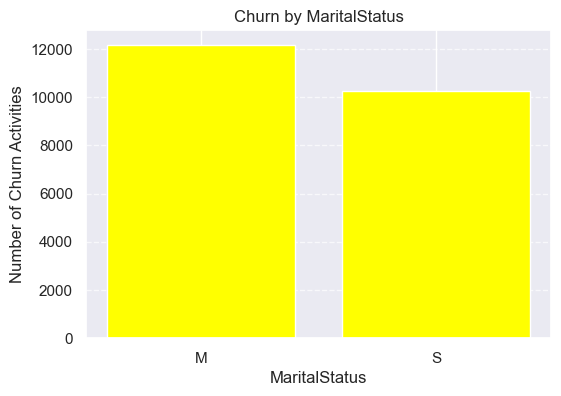 Churn by MaritalStatus
Number of Churn Activities
12000
10000
8000
6000
4000
2000
0
M S
MaritalStatus